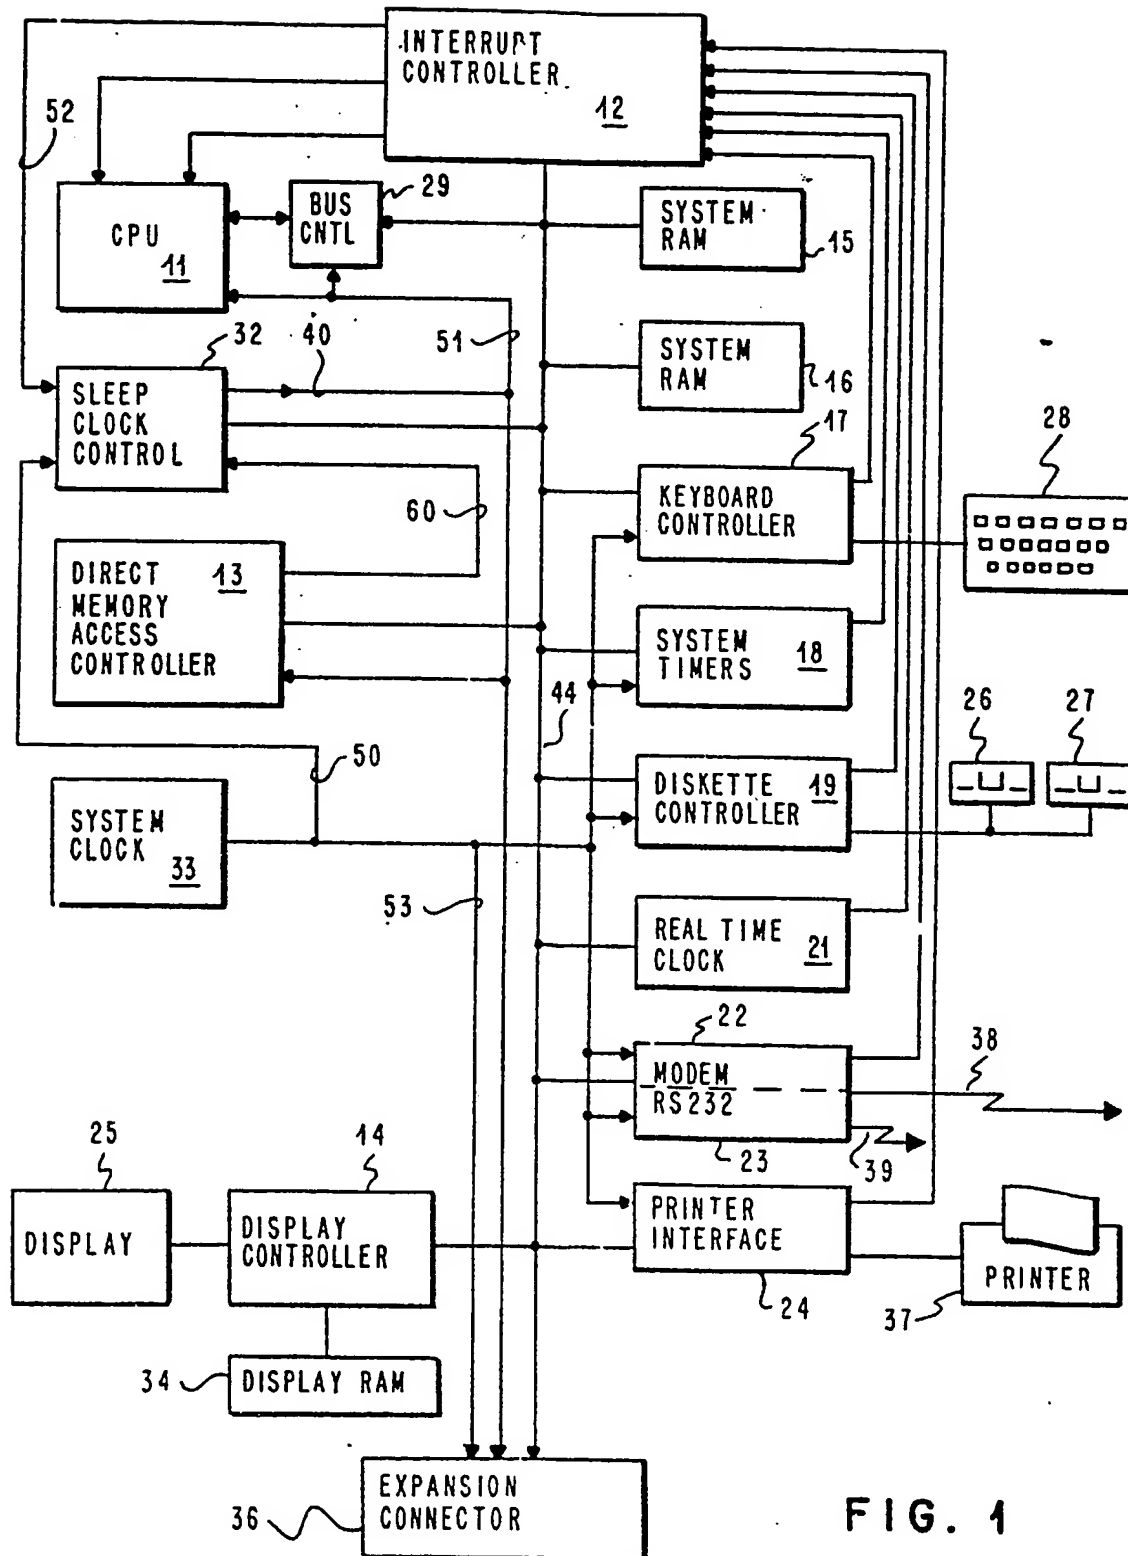 INTERRUPT
CONTROLLER
12
52
CPU
11
BUS
CNTL
29
SYSTEM
RAM
15
32
40
51
SLEEP
CLOCK
CONTROL
SYSTEM
RAM
16
17
28
60
KEYBOARD
CONTROLLER
DIRECT
MEMORY
ACCESS
CONTROLLER
13
SYSTEM
TIMERS
18
44
26
27
50
DISKETTE
CONTROLLER
19
SYSTEM
CLOCK
33
53
REAL TIME
CLOCK
21
22
38
MODEM
RS232
23
39
25
14
DISPLAY
DISPLAY
CONTROLLER
PRINTER
INTERFACE
24
PRINTER
37
34
DISPLAY RAM
EXPANSION
CONNECTOR
36
FIG. 1